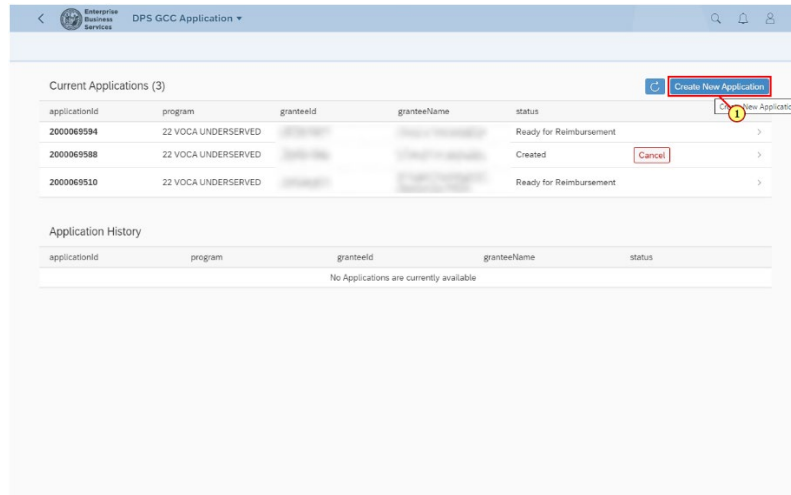 Enterprise
Business
Services
DPS GCC Application
Current Applications (3)
Create New Application
applicationId program granteeId granteeName status
1
2000069594 22 VOCA UNDERSERVED Ready for Reimbursement
2000069588 22 VOCA UNDERSERVED Created Cancel
2000069510 22 VOCA UNDERSERVED Ready for Reimbursement
Application History
applicationId program granteeId granteeName status
No Applications are currently available